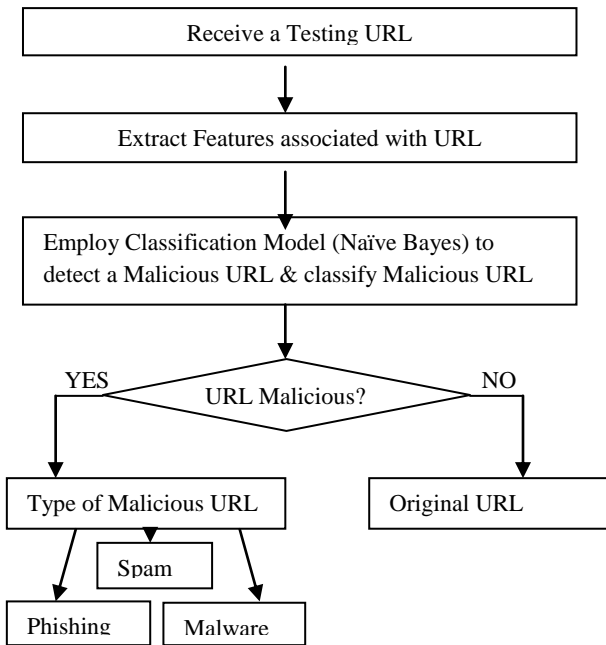 Receive a Testing URL
Extract Features associated with URL
Employ Classification Model (Naïve Bayes) to
detect a Malicious URL & classify Malicious URL
YES
URL Malicious?
NO
Type of Malicious URL
Original URL
Spam
Phishing
Malware